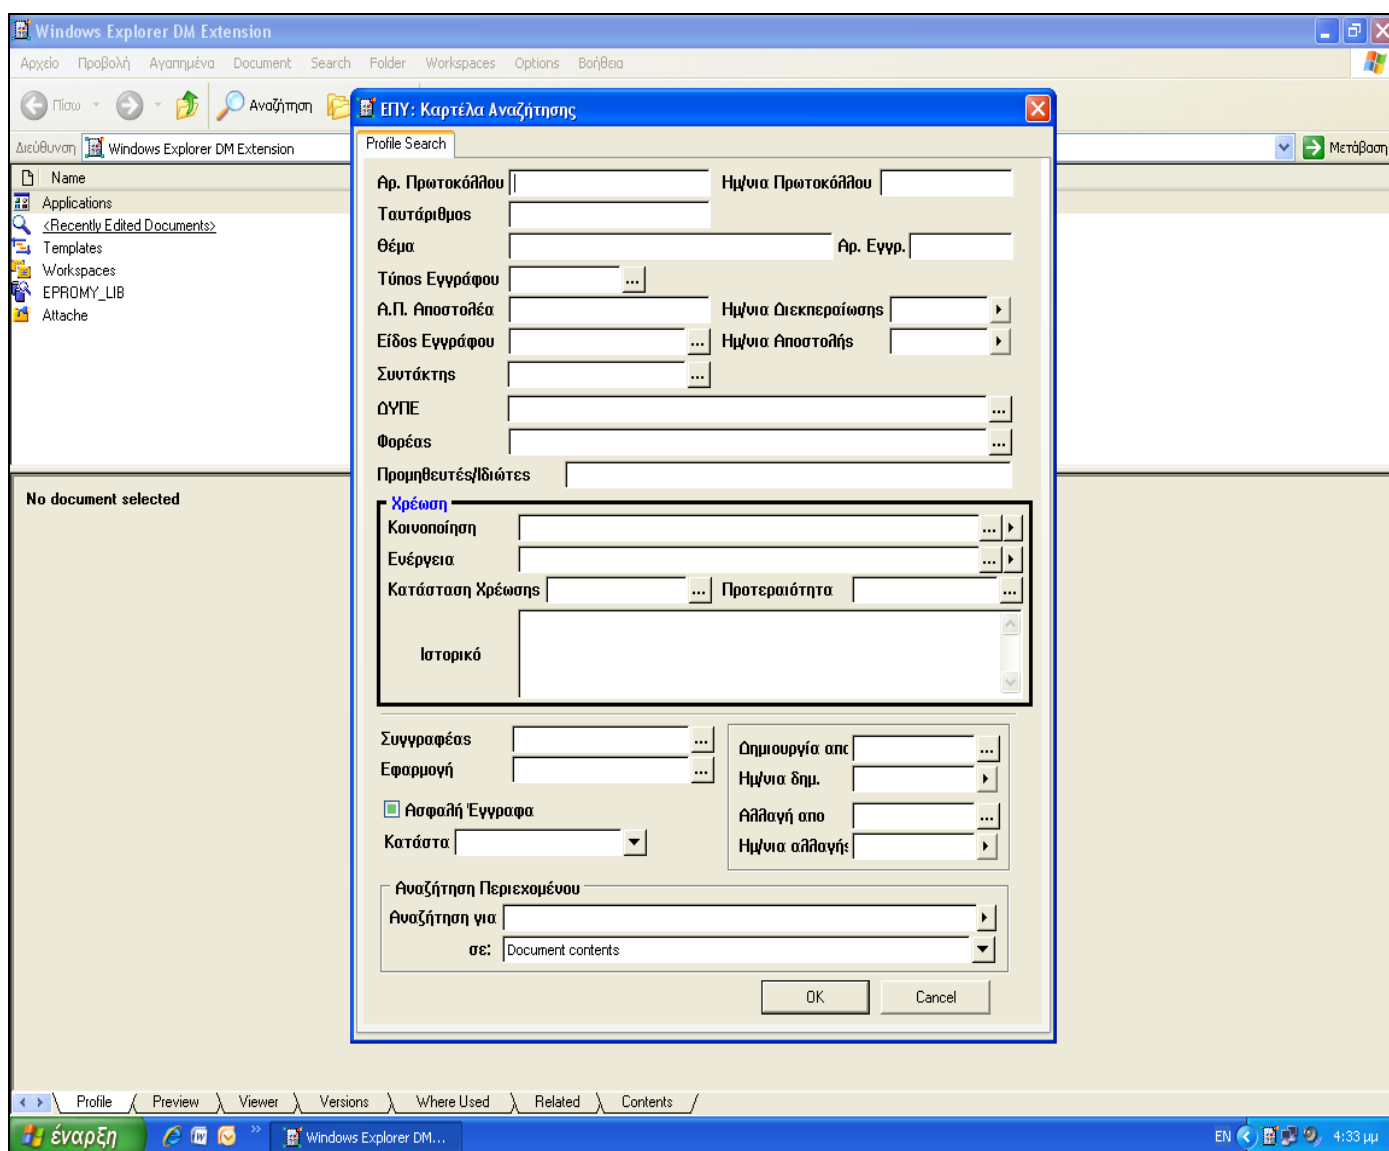 Windows Explorer DM Extension
Αρχείο Προβολή Αγαπημένα Document Search Folder Workspaces Options Βοήθεια
Πίσω Αναζήτηση
Διεύθυνση Windows Explorer DM Extension Μετάβαση
Name
Applications
<Recently Edited Documents>
Templates
Workspaces
EPROMY_LIB
Attache
No document selected
ΕΠΥ: Καρτέλα Αναζήτησης
Profile Search
Αρ. Πρωτοκόλλου Ημ/νια Πρωτοκόλλου
Ταυτάριθμος
Θέμα Αρ. Εγγρ.
Τύπος Εγγράφου ...
Α.Π. Αποστολέα Ημ/νια Διεκπεραίωσης
Είδος Εγγράφου ... Ημ/νια Αποστολής
Συντάκτης ...
ΔΥΠΕ ...
Φορέας ...
Προμηθευτές/Ιδιώτες
Χρέωση
Κοινοποίηση ...
Ενέργεια ...
Κατάσταση Χρέωσης ... Προτεραιότητα ...
Ιστορικό
Συγγραφέας ... Δημιουργία απο ...
Εφαρμογή ... Ημ/νια δημ.
Ασφαλή Έγγραφα Αλλαγή απο ...
Κατάστα Ημ/νια αλλαγής
Αναζήτηση Περιεχομένου
Αναζήτηση για
σε: Document contents
OK Cancel
Profile Preview Viewer Versions Where Used Related Contents
έναρξη » Windows Explorer DM... EN 4:33 μμ